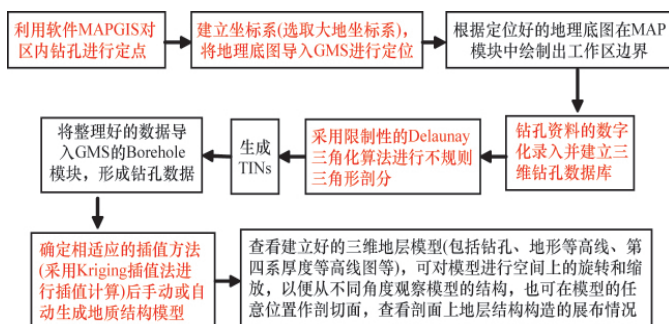 利用软件MAPGIS对
区内钻孔进行定点
建立坐标系(选取大地坐标系),
将地理底图导入GMS进行定位
根据定位好的地理底图在MAP
模块中绘制出工作区边界
钻孔资料的数字
化录入并建立三
维钻孔数据库
采用限制性的Delaunay
三角化算法进行不规则
三角形剖分
生成
TINs
将整理好的数据导
入GMS的Borehole
模块，形成钻孔数据
确定相适应的插值方法
(采用Kriging插值法进
行插值计算)后手动或自
动生成地质结构模型
查看建立好的三维地层模型(包括钻孔、地形等高线、第
四系厚度等高线图等)，可对模型进行空间上的旋转和缩
放，以便从不同角度观察模型的结构，也可在模型的任
意位置作剖切面，查看剖面上地层结构构造的展布情况